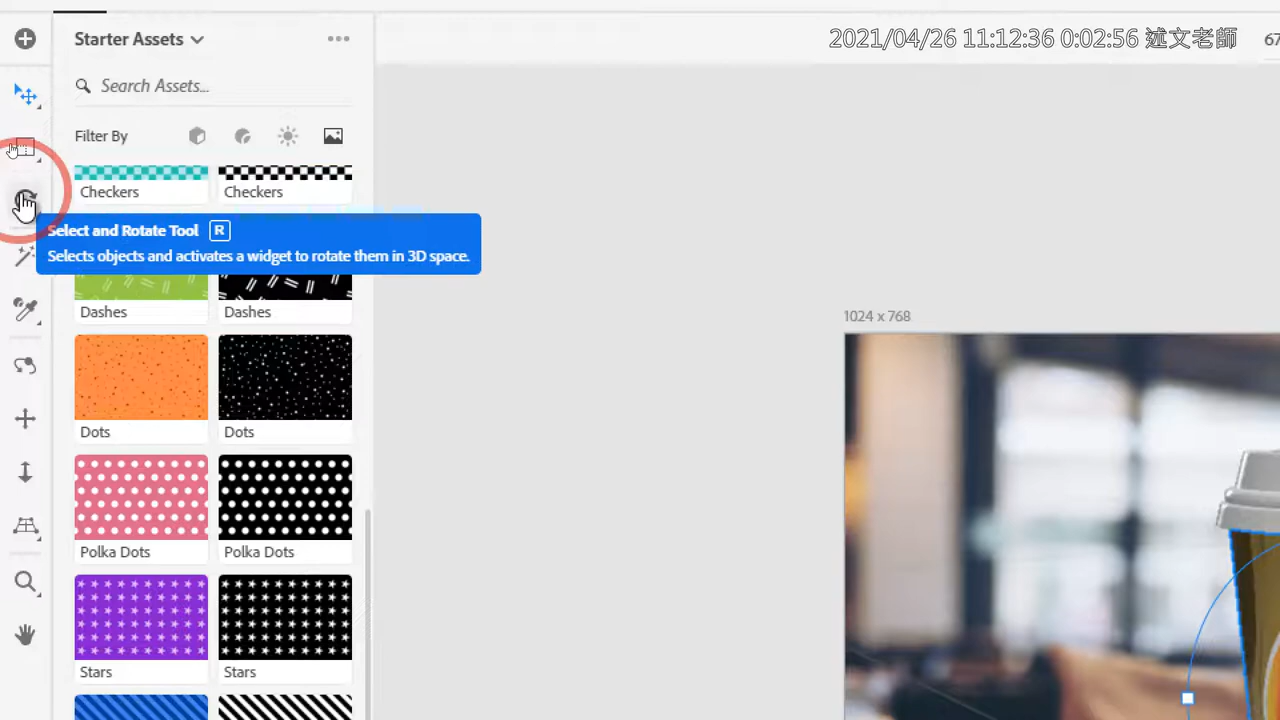 Starter Assets
2021/04/26 11:12:36 0:02:56 述文老師
67
Search Assets...
Filter By
Checkers
Checkers
Select and Rotate Tool R
Selects objects and activates a widget to rotate them in 3D space.
Dashes
Dashes
1024 x 768
Dots
Dots
Polka Dots
Polka Dots
Stars
Stars